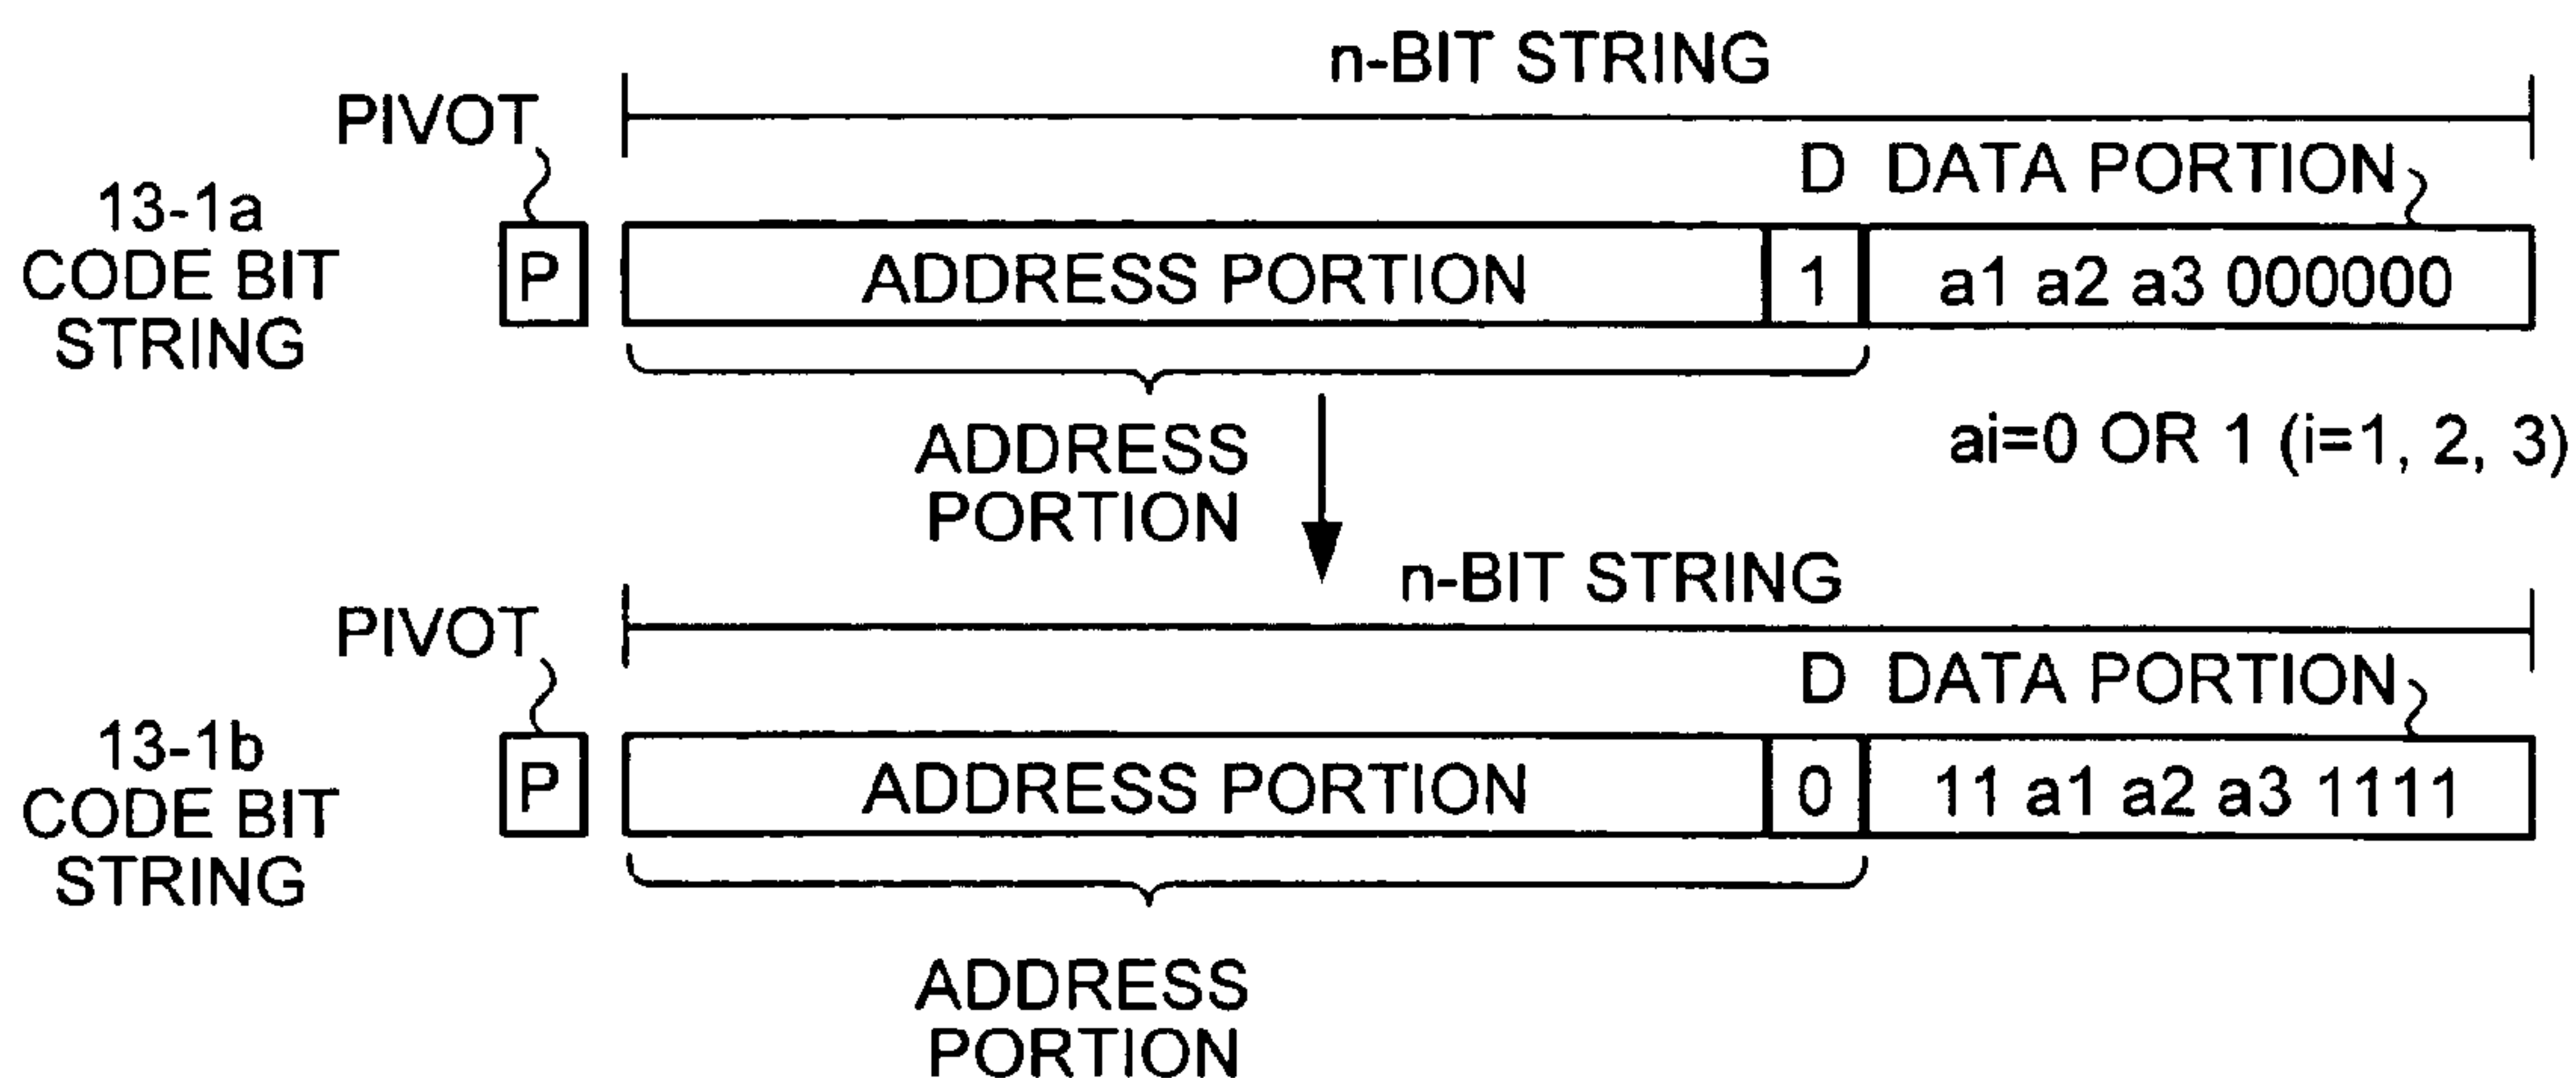 n-BIT STRING
PIVOT
D DATA PORTION
13-1a
CODE BIT
STRING
P
ADDRESS PORTION
1
a1 a2 a3 000000
ADDRESS
PORTION
ai=0 OR 1 (i=1, 2, 3)
n-BIT STRING
PIVOT
D DATA PORTION
13-1b
CODE BIT
STRING
P
ADDRESS PORTION
0
11 a1 a2 a3 1111
ADDRESS
PORTION